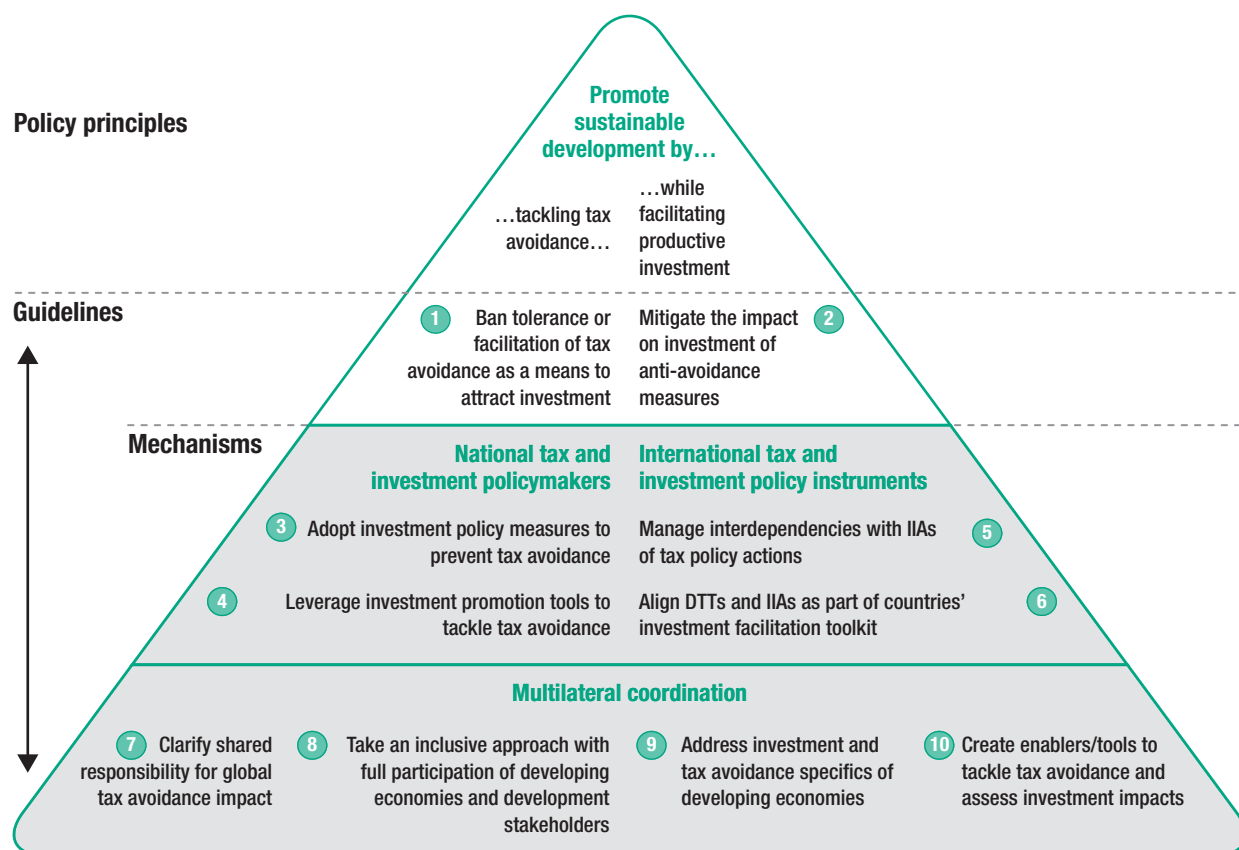 Policy principles
Promote
sustainable
development by…
…tackling tax
avoidance…
…while
facilitating
productive
investment
Guidelines
1
Ban tolerance or
facilitation of tax
avoidance as a means to
attract investment
Mitigate the impact
on investment of
anti-avoidance
measures
2
Mechanisms
National tax and
investment policymakers
International tax and
investment policy instruments
3
Adopt investment policy measures to
prevent tax avoidance
4
Leverage investment promotion tools to
tackle tax avoidance
Manage interdependencies with IIAs
of tax policy actions
5
Align DTTs and IIAs as part of countries’
investment facilitation toolkit
6
Multilateral coordination
7
Clarify shared
responsibility for global
tax avoidance impact
8
Take an inclusive approach with
full participation of developing
economies and development
stakeholders
9
Address investment and
tax avoidance specifics of
developing economies
10
Create enablers/tools to
tackle tax avoidance and
assess investment impacts